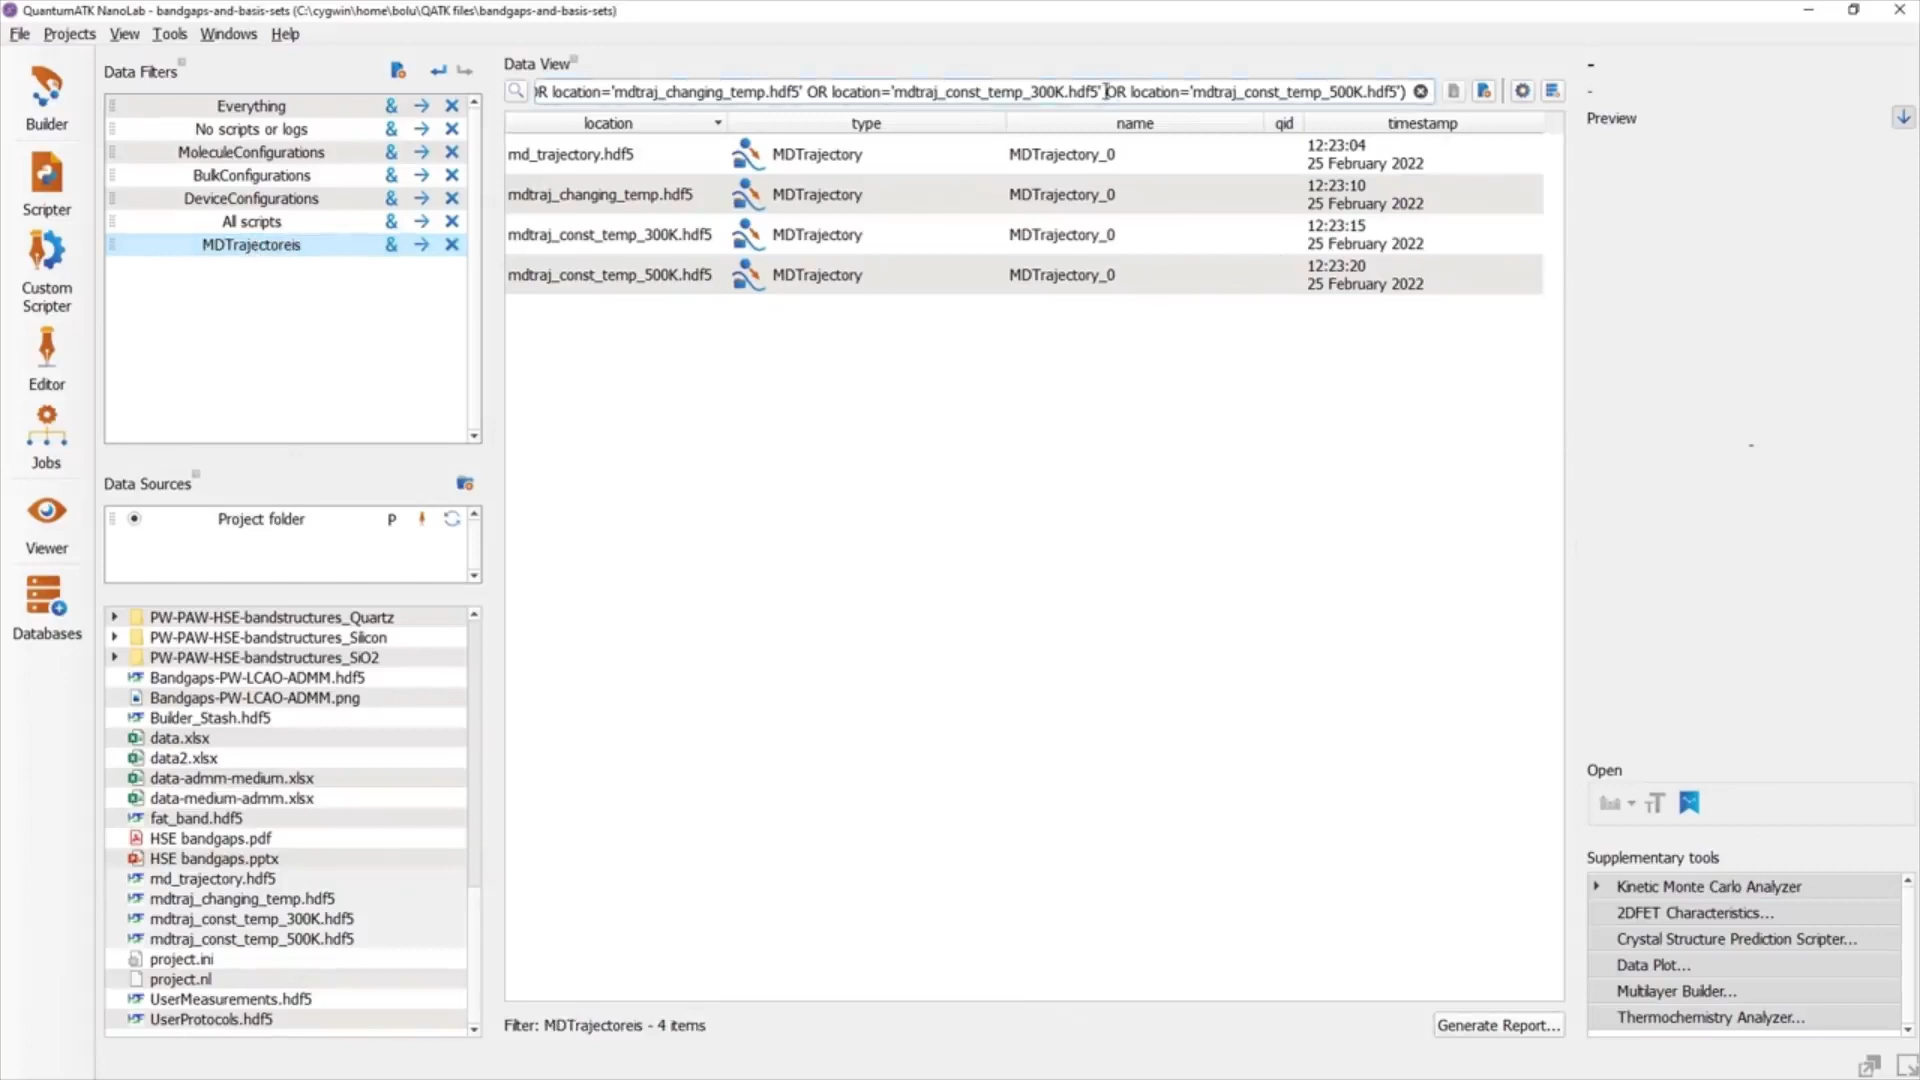 QuantumATK NanoLab - bandgaps-and-basis-sets (C:\cygwin\home\bolu\QATK files\bandgaps-and-basis-sets)
File Projects View Tools Windows Help
Builder
Scripter
Custom
Scripter
Editor
Jobs
Viewer
Databases
Data Filters
Everything
No scripts or logs
MoleculeConfigurations
BulkConfigurations
DeviceConfigurations
All scripts
MDTrajectoreis
Data Sources
Project folder P
PW-PAW-HSE-bandstructures_Quartz
PW-PAW-HSE-bandstructures_Silicon
PW-PAW-HSE-bandstructures_SiO2
Bandgaps-PW-LCAO-ADMM.hdf5
Bandgaps-PW-LCAO-ADMM.png
Builder_Stash.hdf5
data.xlsx
data2.xlsx
data-admm-medium.xlsx
data-medium-admm.xlsx
fat_band.hdf5
HSE bandgaps.pdf
HSE bandgaps.pptx
md_trajectory.hdf5
mdtraj_changing_temp.hdf5
mdtraj_const_temp_300K.hdf5
mdtraj_const_temp_500K.hdf5
project.ini
project.nl
UserMeasurements.hdf5
UserProtocols.hdf5
Data View
OR location='mdtraj_changing_temp.hdf5' OR location='mdtraj_const_temp_300K.hdf5' OR location='mdtraj_const_temp_500K.hdf5')
location type name qid timestamp
md_trajectory.hdf5 MDTrajectory MDTrajectory_0 12:23:04
25 February 2022
mdtraj_changing_temp.hdf5 MDTrajectory MDTrajectory_0 12:23:10
25 February 2022
mdtraj_const_temp_300K.hdf5 MDTrajectory MDTrajectory_0 12:23:15
25 February 2022
mdtraj_const_temp_500K.hdf5 MDTrajectory MDTrajectory_0 12:23:20
25 February 2022
Filter: MDTrajectoreis - 4 items
Generate Report...
-
-
Preview
-
Open
Supplementary tools
Kinetic Monte Carlo Analyzer
2DFET Characteristics...
Crystal Structure Prediction Scripter...
Data Plot...
Multilayer Builder...
Thermochemistry Analyzer...